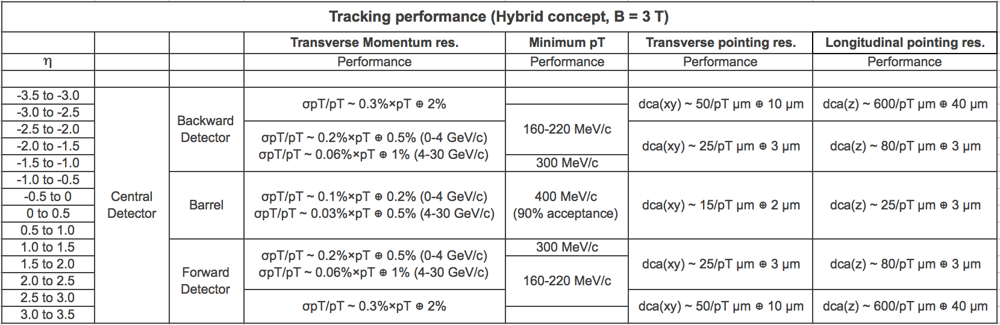 Tracking performance (Hybrid concept, B = 3 T)
Transverse Momentum res. Minimum pT Transverse pointing res. Longitudinal pointing res.
η Performance Performance Performance Performance
-3.5 to -3.0
-3.0 to -2.5
-2.5 to -2.0
-2.0 to -1.5
-1.5 to -1.0
-1.0 to -0.5
-0.5 to 0
0 to 0.5
0.5 to 1.0
1.0 to 1.5
1.5 to 2.0
2.0 to 2.5
2.5 to 3.0
3.0 to 3.5
Central
Detector
Backward
Detector
Barrel
Forward
Detector
σpT/pT ~ 0.3%×pT ⊕ 2%
σpT/pT ~ 0.2%×pT ⊕ 0.5% (0-4 GeV/c)
σpT/pT ~ 0.06%×pT ⊕ 1% (4-30 GeV/c)
σpT/pT ~ 0.1%×pT ⊕ 0.2% (0-4 GeV/c)
σpT/pT ~ 0.03%×pT ⊕ 0.5% (4-30 GeV/c)
σpT/pT ~ 0.2%×pT ⊕ 0.5% (0-4 GeV/c)
σpT/pT ~ 0.06%×pT ⊕ 1% (4-30 GeV/c)
σpT/pT ~ 0.3%×pT ⊕ 2%
160-220 MeV/c
300 MeV/c
400 MeV/c
(90% acceptance)
300 MeV/c
160-220 MeV/c
dca(xy) ~ 50/pT μm ⊕ 10 μm
dca(xy) ~ 25/pT μm ⊕ 3 μm
dca(xy) ~ 15/pT μm ⊕ 2 μm
dca(xy) ~ 25/pT μm ⊕ 3 μm
dca(xy) ~ 50/pT μm ⊕ 10 μm
dca(z) ~ 600/pT μm ⊕ 40 μm
dca(z) ~ 80/pT μm ⊕ 3 μm
dca(z) ~ 25/pT μm ⊕ 3 μm
dca(z) ~ 80/pT μm ⊕ 3 μm
dca(z) ~ 600/pT μm ⊕ 40 μm